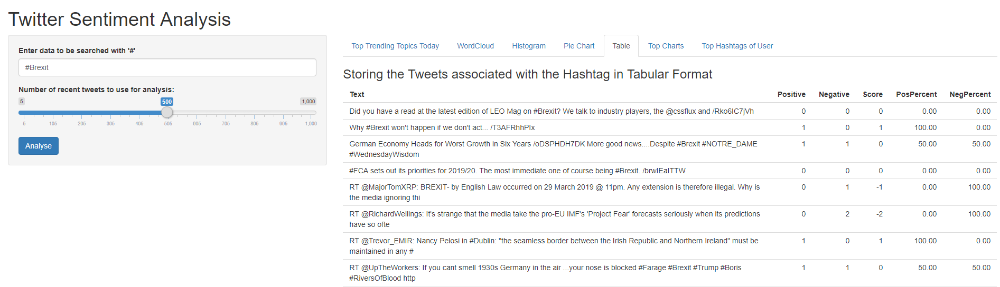 Twitter Sentiment Analysis
Enter data to be searched with '#'
#Brexit
Number of recent tweets to use for analysis:
5 500 1,000
5 105 205 305 405 505 605 705 805 905 1,000
Analyse
Top Trending Topics Today WordCloud Histogram Pie Chart Table Top Charts Top Hashtags of User
Storing the Tweets associated with the Hashtag in Tabular Format
Text Positive Negative Score PosPercent NegPercent
Did you have a read at the latest edition of LEO Mag on #Brexit? We talk to industry players, the @cssflux and /Rko6IC7jVh 0 0 0 0.00 0.00
Why #Brexit won't happen if we don't act... /T3AFRhhPIx 1 0 1 100.00 0.00
German Economy Heads for Worst Growth in Six Years /oDSPHDH7DK More good news....Despite #Brexit #NOTRE_DAME 1 1 0 50.00 50.00
#WednesdayWisdom
#FCA sets out its priorities for 2019/20. The most immediate one of course being #Brexit. /brwIEaITTW 0 0 0 0.00 0.00
RT @MajorTomXRP: BREXIT- by English Law occurred on 29 March 2019 @ 11pm. Any extension is therefore illegal. Why is 0 1 -1 0.00 100.00
the media ignoring thi
RT @RichardWellings: It's strange that the media take the pro-EU IMF's 'Project Fear' forecasts seriously when its predictions 0 2 -2 0.00 100.00
have so ofte
RT @Trevor_EMIR: Nancy Pelosi in #Dublin: "the seamless border between the Irish Republic and Northern Ireland" must be 1 0 1 100.00 0.00
maintained in any #
RT @UpTheWorkers: If you cant smell 1930s Germany in the air ...your nose is blocked #Farage #Brexit #Trump #Boris 1 1 0 50.00 50.00
#RiversOfBlood http